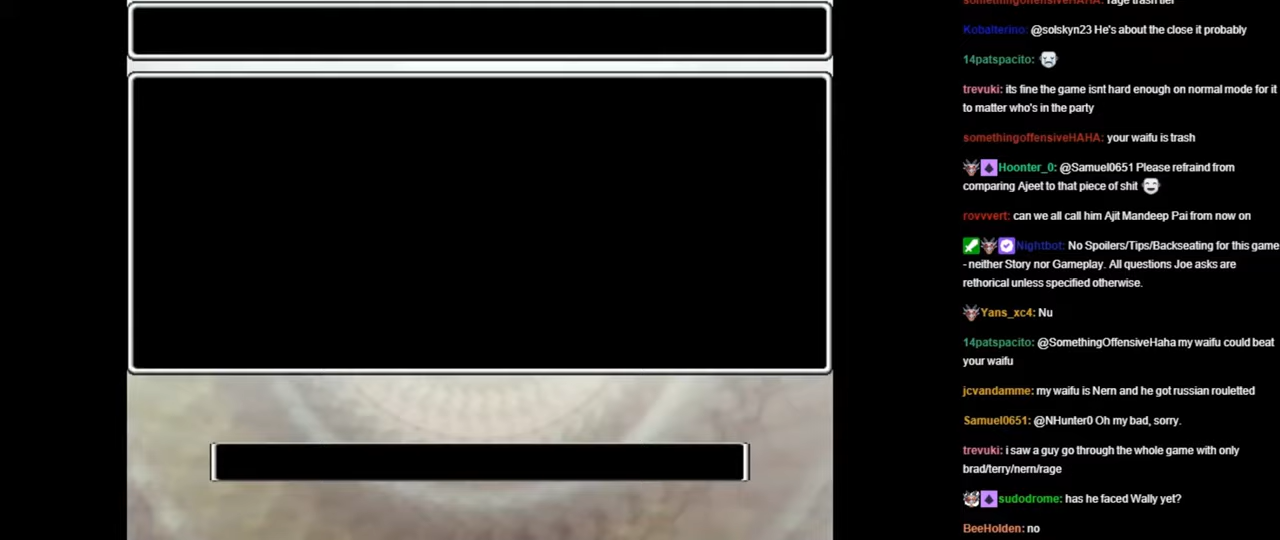 somethingoffensiveHAHA: rage trash tier
Kobalterino: @solskyn23 He's about the close it probably
14patspacito:
trevuki: its fine the game isnt hard enough on normal mode for it
to matter who's in the party
somethingoffensiveHAHA: your waifu is trash
Hoonter_0: @Samuel0651 Please refraind from
comparing Ajeet to that piece of shit
rovvvert: can we all call him Ajit Mandeep Pai from now on
Nightbot: No Spoilers/Tips/Backseating for this game
- neither Story nor Gameplay. All questions Joe asks are
rethorical unless specified otherwise.
Yans_xc4: Nu
14patspacito: @SomethingOffensiveHaha my waifu could beat
your waifu
jcvandamme: my waifu is Nern and he got russian rouletted
Samuel0651: @NHunter0 Oh my bad, sorry.
trevuki: i saw a guy go through the whole game with only
brad/terry/nern/rage
sudodrome: has he faced Wally yet?
BeeHolden: no